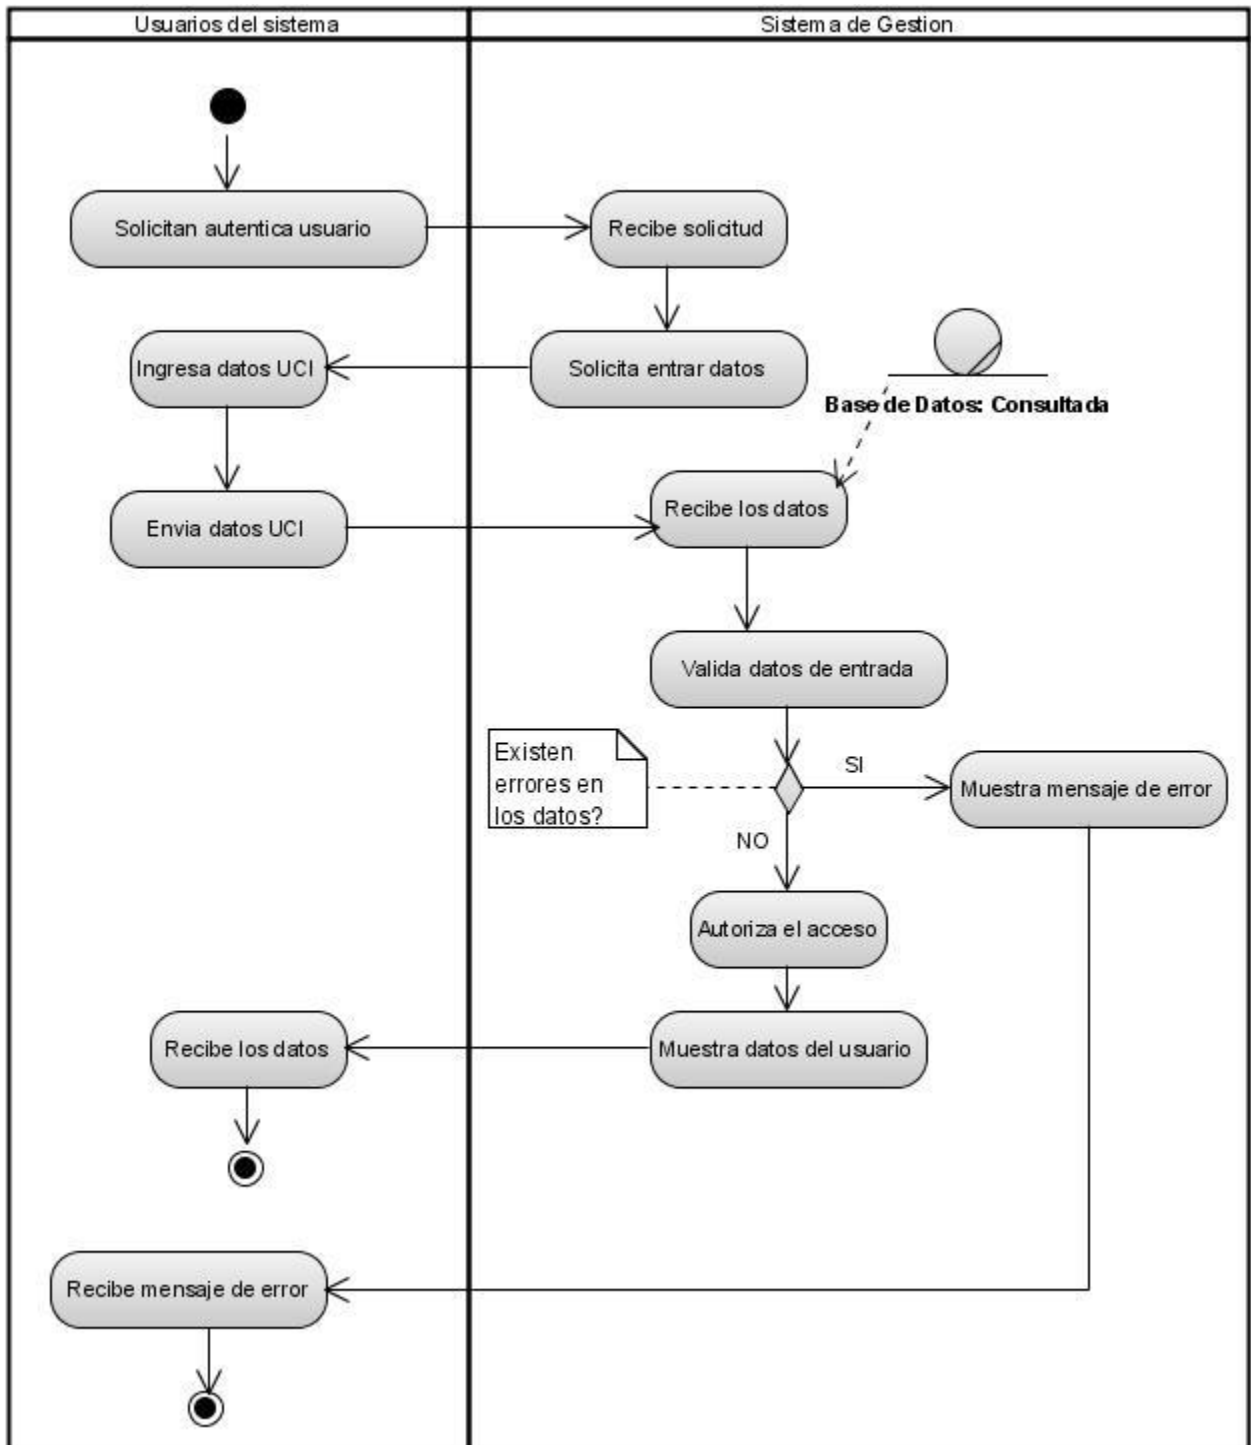 Usuarios del sistema
Sistema de Gestion
Solicitan autentica usuario
Recibe solicitud
Ingresa datos UCI
Solicita entrar datos
Base de Datos: Consultada
Envia datos UCI
Recibe los datos
Valida datos de entrada
Existen
errores en
los datos?
SI
Muestra mensaje de error
NO
Autoriza el acceso
Recibe los datos
Muestra datos del usuario
Recibe mensaje de error